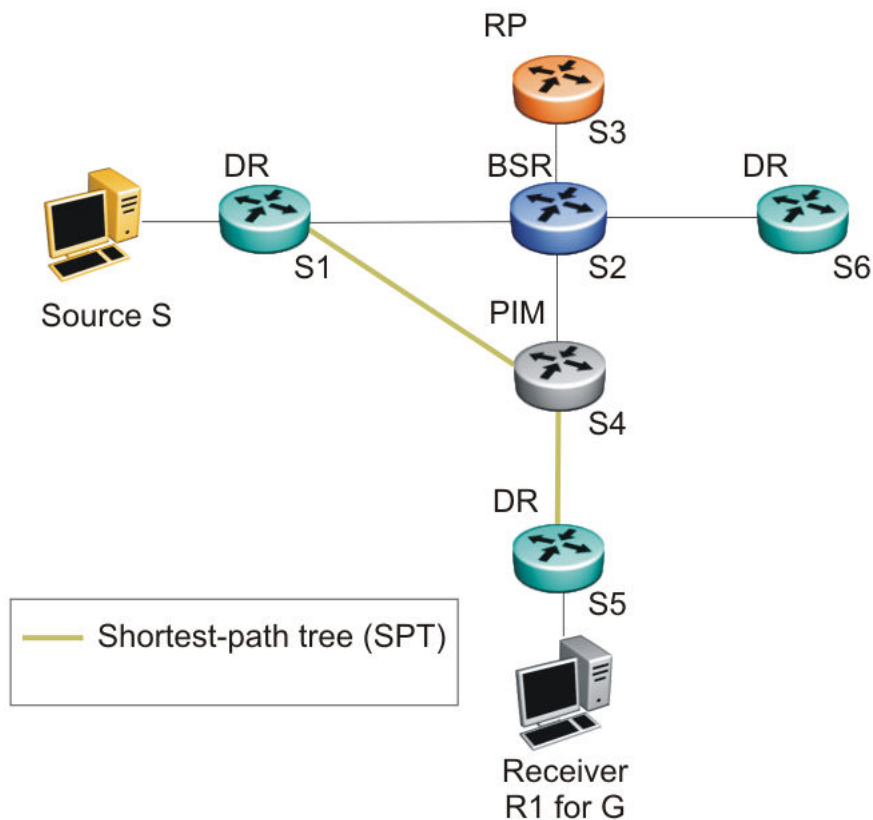 RP
S3
DR
BSR
DR
S1
S2
S6
Source S
PIM
S4
DR
S5
Shortest-path tree (SPT)
Receiver
R1 for G